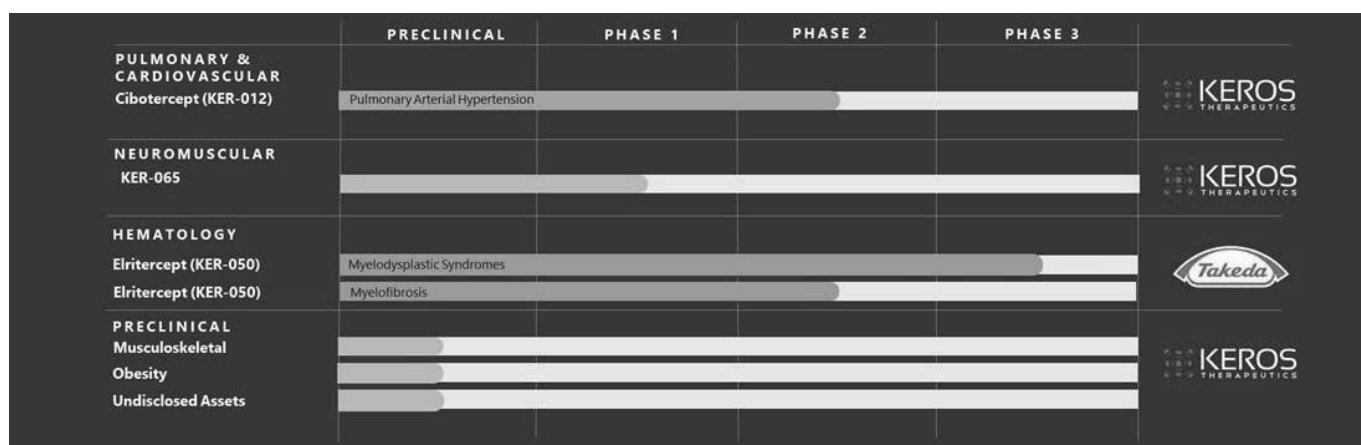 PRECLINICAL PHASE 1 PHASE 2 PHASE 3
PULMONARY &
CARDIOVASCULAR
Cibotercept (KER-012) Pulmonary Arterial Hypertension KEROS
THERAPEUTICS
NEUROMUSCULAR
KER-065 KEROS
THERAPEUTICS
HEMATOLOGY
Elritercept (KER-050) Myelodysplastic Syndromes Takeda
Elritercept (KER-050) Myelofibrosis
PRECLINICAL
Musculoskeletal KEROS
THERAPEUTICS
Obesity
Undisclosed Assets